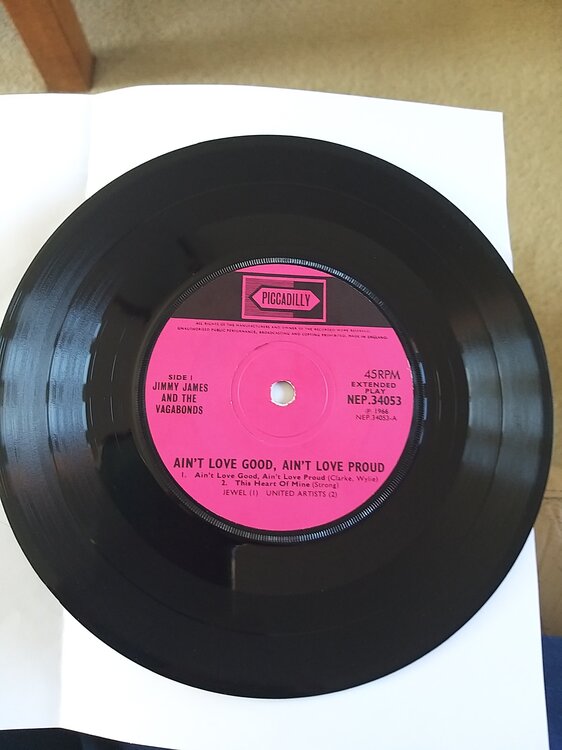 PICCADILLY
ALL RIGHTS OF THE MANUFACTURERS AND OWNER OF THE RECORDED WORK RESERVED.
UNAUTHORISED PUBLIC PERFORMANCE, BROADCASTING AND COPYING PROHIBITED. MADE IN ENGLAND.
SIDE 1
JIMMY JAMES
AND THE
VAGABONDS
45RPM
EXTENDED
PLAY
NEP.34053
℗ 1966
NEP.34053-A
AIN'T LOVE GOOD, AIN'T LOVE PROUD
1. Ain't Love Good, Ain't Love Proud (Clarke, Wylie)
2. This Heart Of Mine (Strong)
JEWEL (1) UNITED ARTISTS (2)